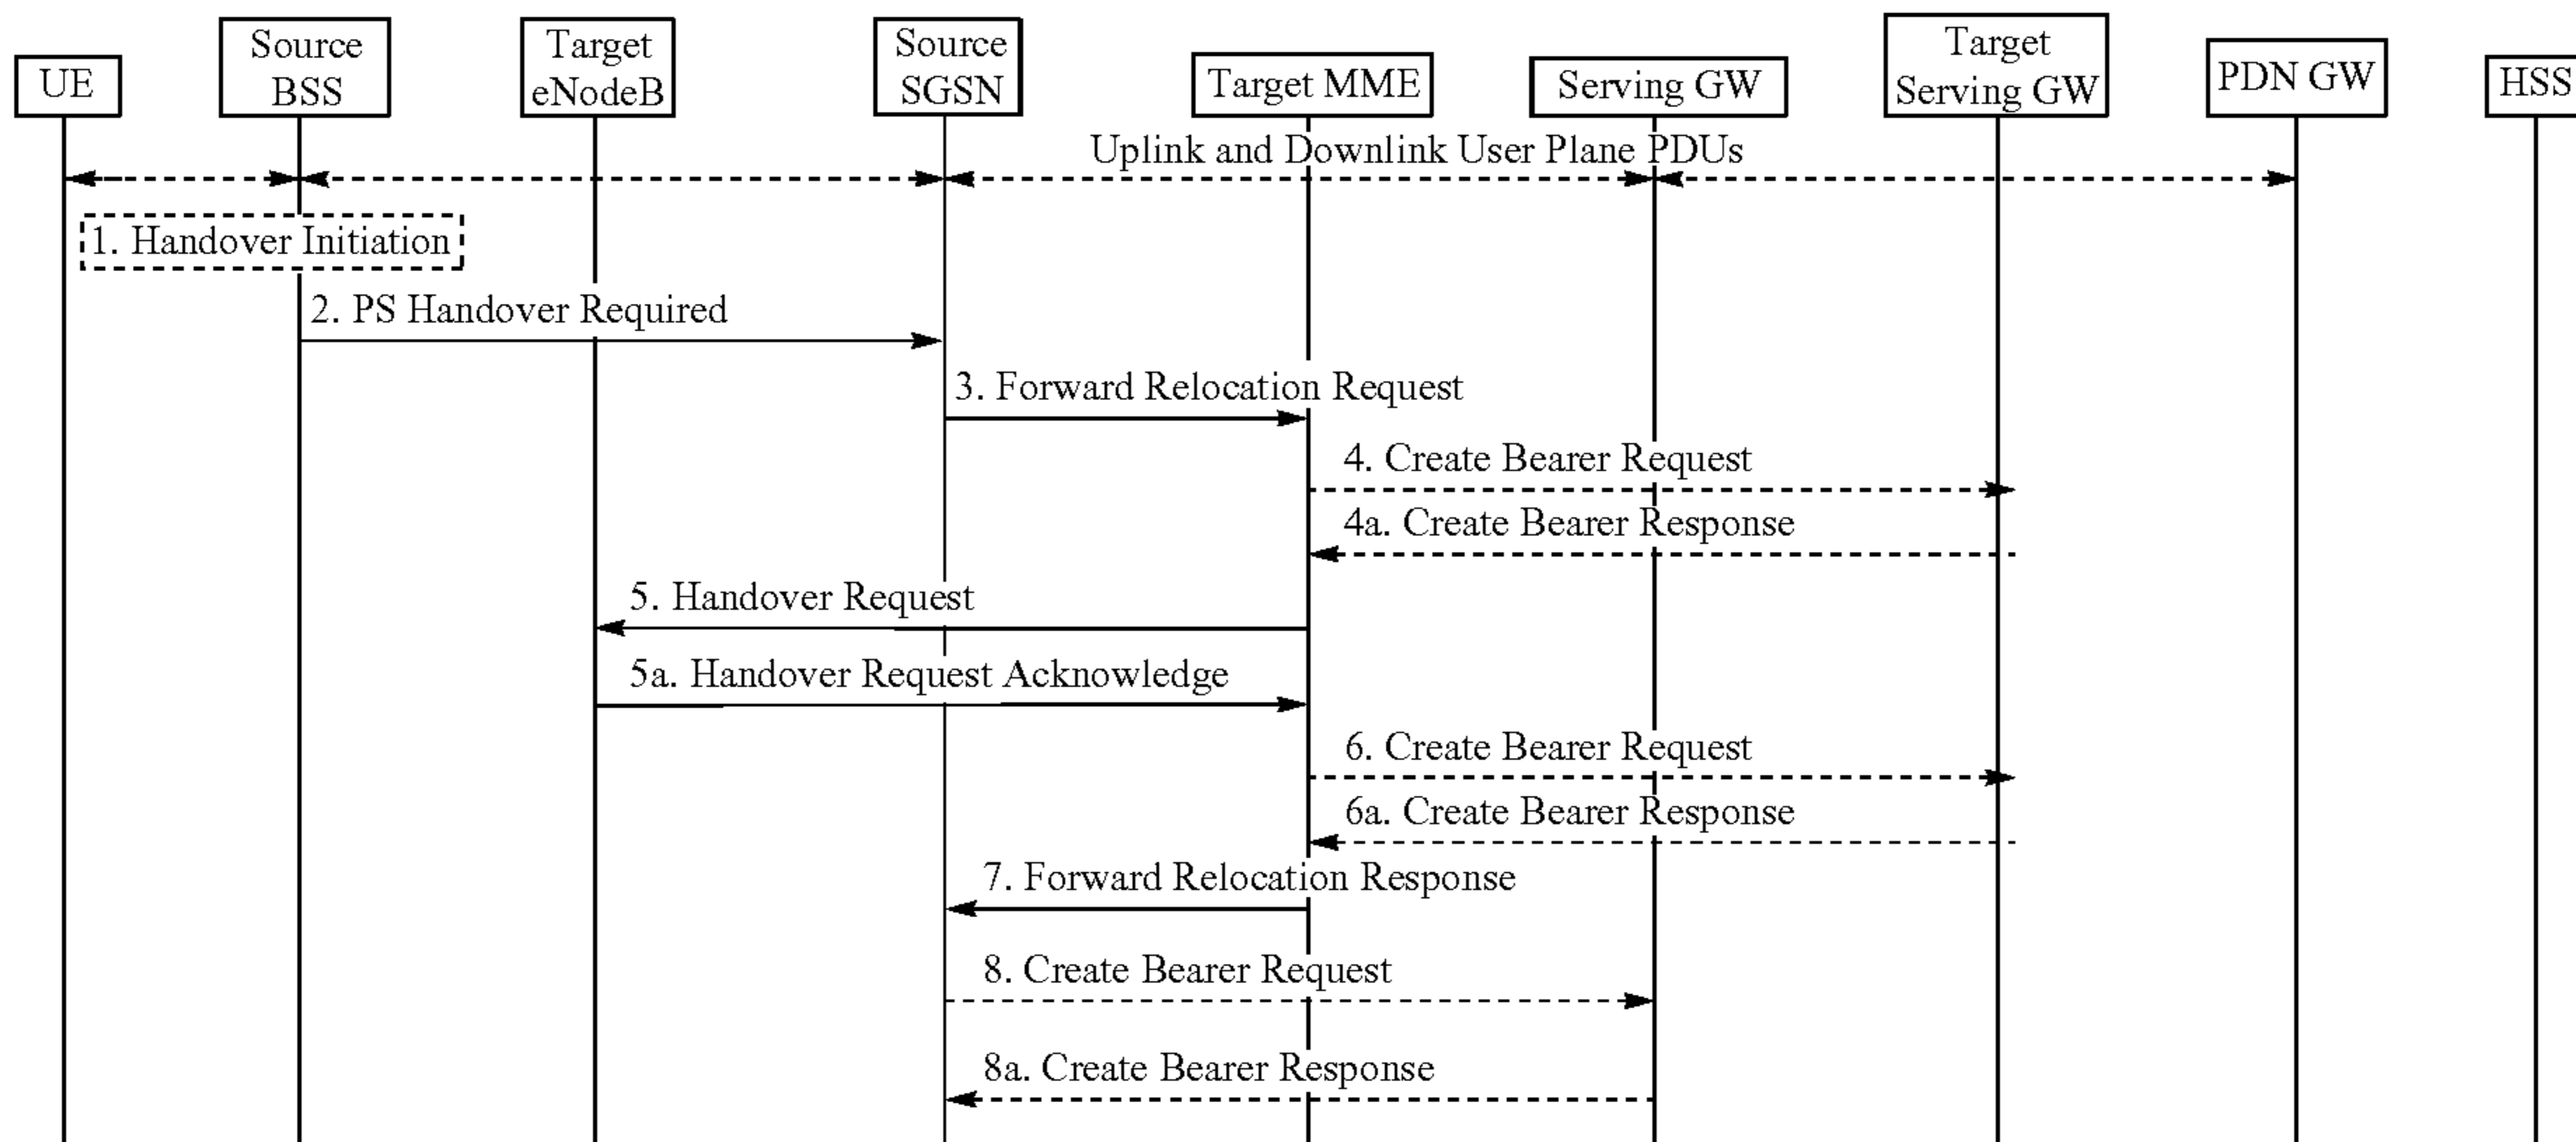 UE
Source
BSS
Target
eNodeB
Source
SGSN
Target MME
Serving GW
Target
Serving GW
PDN GW
HSS
Uplink and Downlink User Plane PDUs
1. Handover Initiation
2. PS Handover Required
3. Forward Relocation Request
4. Create Bearer Request
4a. Create Bearer Response
5. Handover Request
5a. Handover Request Acknowledge
6. Create Bearer Request
6a. Create Bearer Response
7. Forward Relocation Response
8. Create Bearer Request
8a. Create Bearer Response